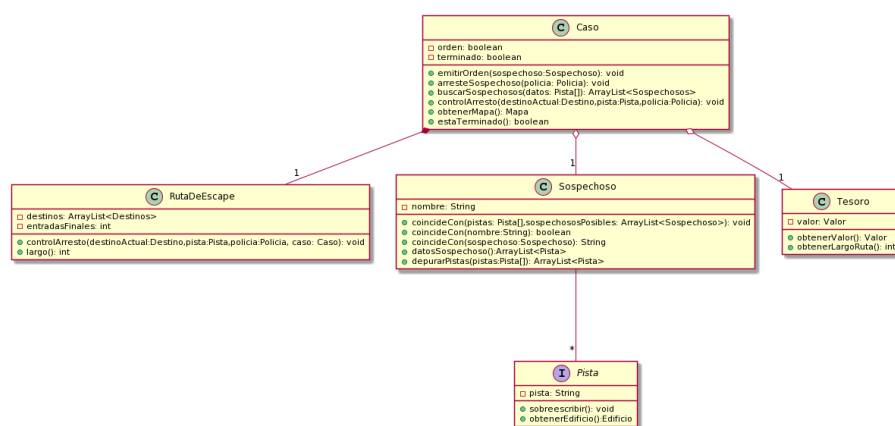 C Caso
orden: boolean
terminado: boolean
emitirOrden(sospechoso:Sospechoso): void
arresteSospechoso(policia: Policia): void
buscarSospechosos(datos: Pista[]): ArrayList<Sospechosos>
controlArresto(destinoActual:Destino,pista:Pista,policia:Policia): void
obtenerMapa(): Mapa
estaTerminado(): boolean
1
1
1
C RutaDeEscape
destinos: ArrayList<Destinos>
entradasFinales: int
controlArresto(destinoActual:Destino,pista:Pista,policia:Policia, caso: Caso): void
largo(): int
C Sospechoso
nombre: String
coincideCon(pistas: Pista[],sospechososPosibles: ArrayList<Sospechoso>): void
coincideCon(nombre:String): boolean
coincideCon(sospechoso:Sospechoso): String
datosSospechoso():ArrayList<Pista>
depurarPistas(pistas:Pista[]): ArrayList<Pista>
C Tesoro
valor: Valor
obtenerValor(): Valor
obtenerLargoRuta(): int
*
I Pista
pista: String
sobreescribir(): void
obtenerEdificio():Edificio